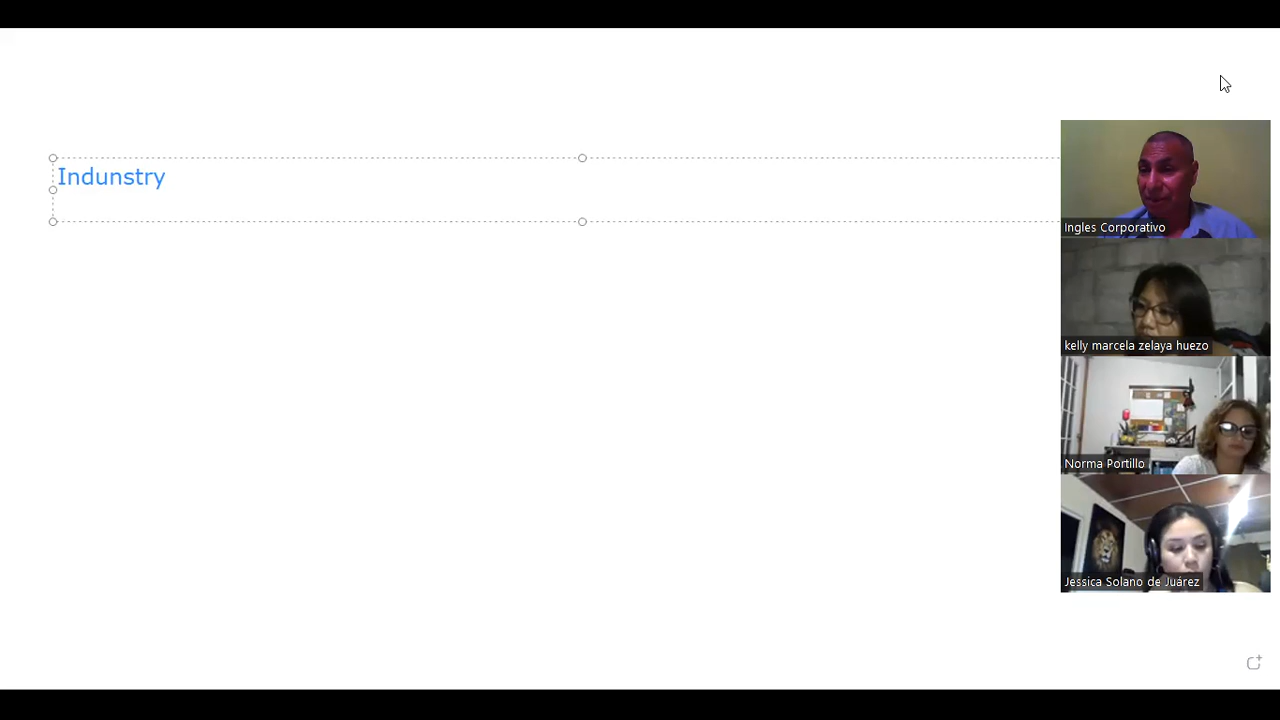 Indunstry
Ingles Corporativo
kelly marcela zelaya huezo
Norma Portillo
Jessica Solano de Juárez